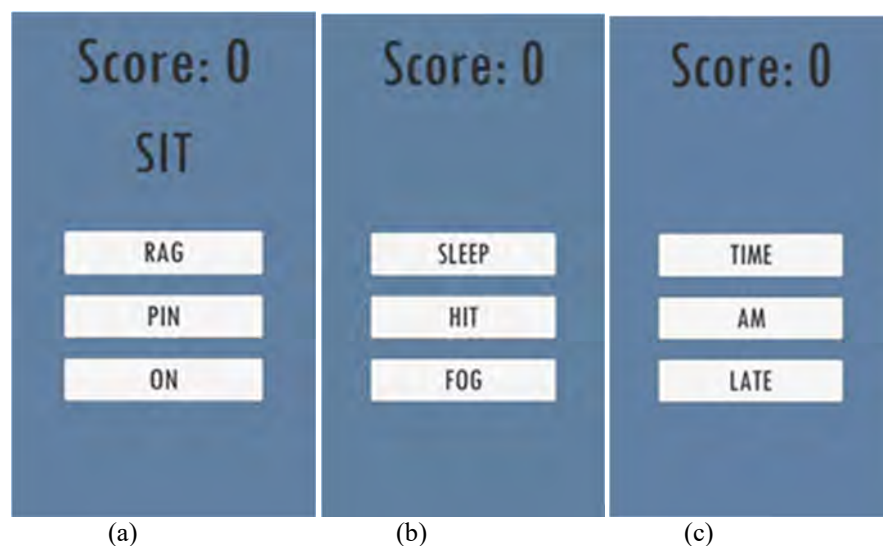 Score: 0
SIT
RAG
PIN
ON
(a)
Score: 0
SLEEP
HIT
FOG
(b)
Score: 0
TIME
AM
LATE
(c)